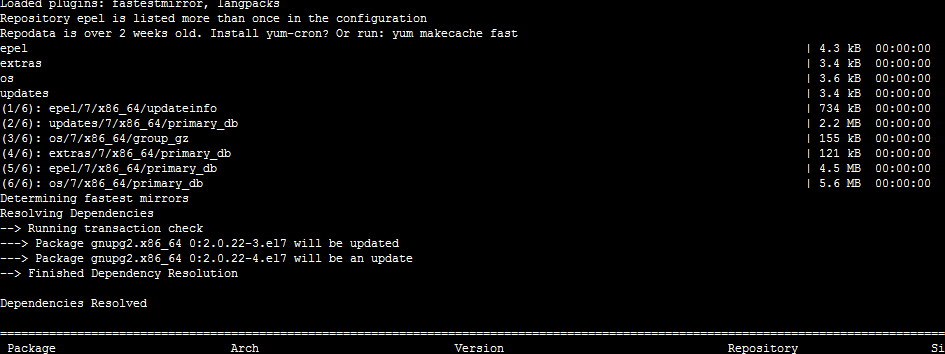 Loaded plugins: fastestmirror, langpacks
Repository epel is listed more than once in the configuration
Repodata is over 2 weeks old. Install yum-cron? Or run: yum makecache fast
epel | 4.3 kB 00:00:00
extras | 3.4 kB 00:00:00
os | 3.6 kB 00:00:00
updates | 3.4 kB 00:00:00
(1/6): epel/7/x86_64/updateinfo | 734 kB 00:00:00
(2/6): updates/7/x86_64/primary_db | 2.2 MB 00:00:00
(3/6): os/7/x86_64/group_gz | 155 kB 00:00:00
(4/6): extras/7/x86_64/primary_db | 121 kB 00:00:00
(5/6): epel/7/x86_64/primary_db | 4.5 MB 00:00:00
(6/6): os/7/x86_64/primary_db | 5.6 MB 00:00:00
Determining fastest mirrors
Resolving Dependencies
--> Running transaction check
---> Package gnupg2.x86_64 0:2.0.22-3.el7 will be updated
---> Package gnupg2.x86_64 0:2.0.22-4.el7 will be an update
--> Finished Dependency Resolution
Dependencies Resolved
================================================================================
Package Arch Version Repository Si